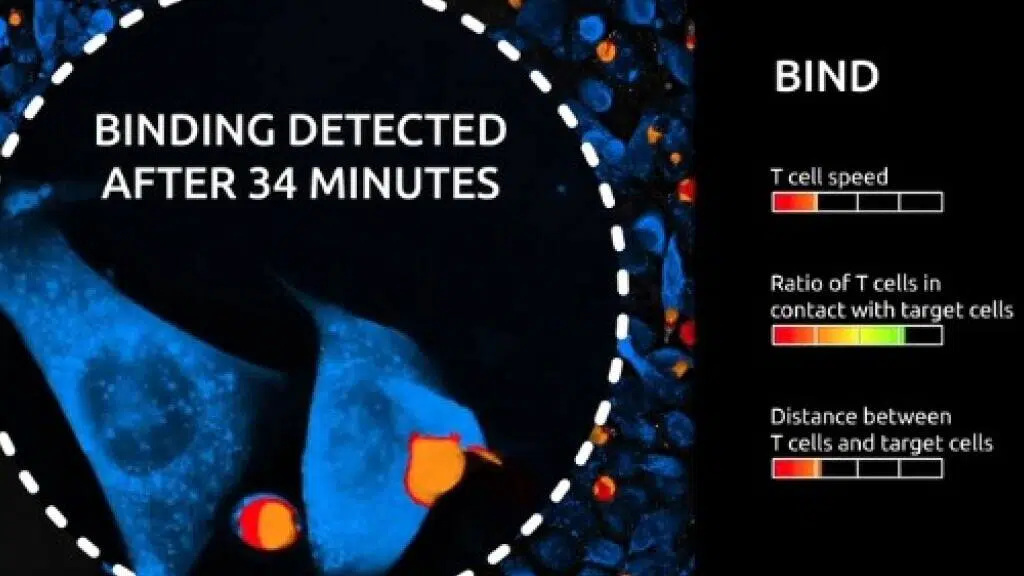 BINDING DETECTED
AFTER 34 MINUTES
BIND
T cell speed
Ratio of T cells in
contact with target cells
Distance between
T cells and target cells